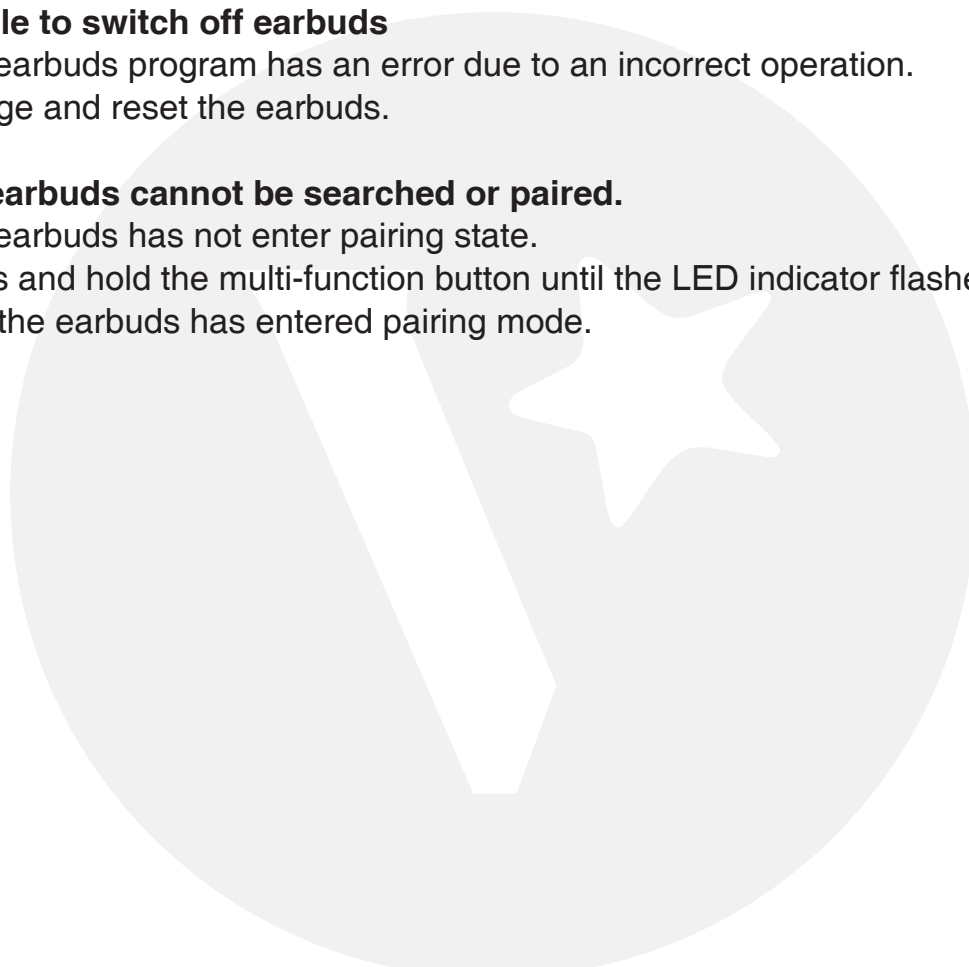 le to switch off earbuds
earbuds program has an error due to an incorrect operation.
ge and reset the earbuds.
earbuds cannot be searched or paired.
earbuds has not enter pairing state.
s and hold the multi-function button until the LED indicator flashe
the earbuds has entered pairing mode.